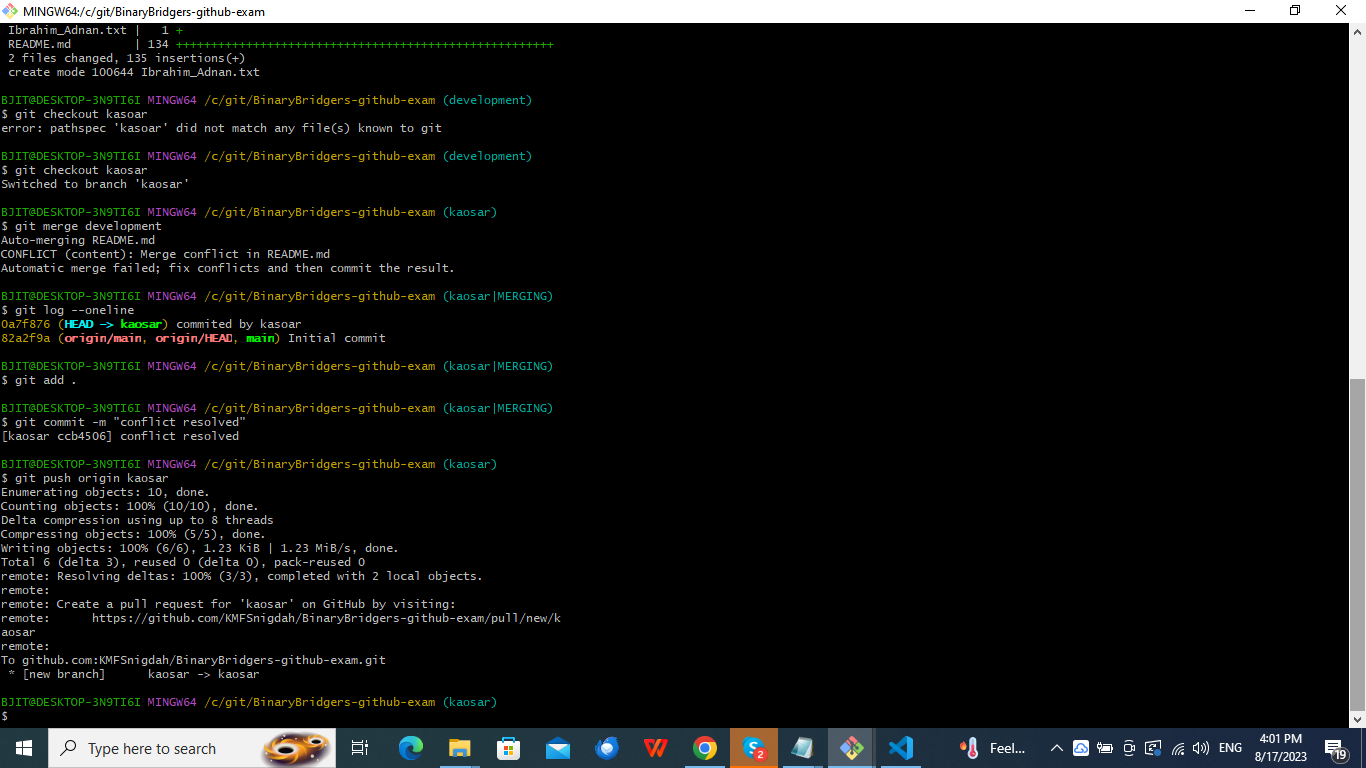 MINGW64:/c/git/BinaryBridgers-github-exam
Ibrahim_Adnan.txt |   1 +
README.md         | 134 ++++++++++++++++++++++++++++++++++++++++++++++++++++++
2 files changed, 135 insertions(+)
create mode 100644 Ibrahim_Adnan.txt
BJIT@DESKTOP-3N9TI6I MINGW64 /c/git/BinaryBridgers-github-exam (development)
$ git checkout kasoar
error: pathspec 'kasoar' did not match any file(s) known to git
BJIT@DESKTOP-3N9TI6I MINGW64 /c/git/BinaryBridgers-github-exam (development)
$ git checkout kaosar
Switched to branch 'kaosar'
BJIT@DESKTOP-3N9TI6I MINGW64 /c/git/BinaryBridgers-github-exam (kaosar)
$ git merge development
Auto-merging README.md
CONFLICT (content): Merge conflict in README.md
Automatic merge failed; fix conflicts and then commit the result.
BJIT@DESKTOP-3N9TI6I MINGW64 /c/git/BinaryBridgers-github-exam (kaosar|MERGING)
$ git log --oneline
0a7f876 (HEAD -> kaosar) commited by kasoar
82a2f9a (origin/main, origin/HEAD, main) Initial commit
BJIT@DESKTOP-3N9TI6I MINGW64 /c/git/BinaryBridgers-github-exam (kaosar|MERGING)
$ git add .
BJIT@DESKTOP-3N9TI6I MINGW64 /c/git/BinaryBridgers-github-exam (kaosar|MERGING)
$ git commit -m "conflict resolved"
[kaosar ccb4506] conflict resolved
BJIT@DESKTOP-3N9TI6I MINGW64 /c/git/BinaryBridgers-github-exam (kaosar)
$ git push origin kaosar
Enumerating objects: 10, done.
Counting objects: 100% (10/10), done.
Delta compression using up to 8 threads
Compressing objects: 100% (5/5), done.
Writing objects: 100% (6/6), 1.23 KiB | 1.23 MiB/s, done.
Total 6 (delta 3), reused 0 (delta 0), pack-reused 0
remote: Resolving deltas: 100% (3/3), completed with 2 local objects.
remote:
remote: Create a pull request for 'kaosar' on GitHub by visiting:
remote:      https://github.com/KMFSnigdah/BinaryBridgers-github-exam/pull/new/k
aosar
remote:
To github.com:KMFSnigdah/BinaryBridgers-github-exam.git
* [new branch]      kaosar -> kaosar
BJIT@DESKTOP-3N9TI6I MINGW64 /c/git/BinaryBridgers-github-exam (kaosar)
$
Type here to search
2
Feel...
ENG
4:01 PM
8/17/2023
19